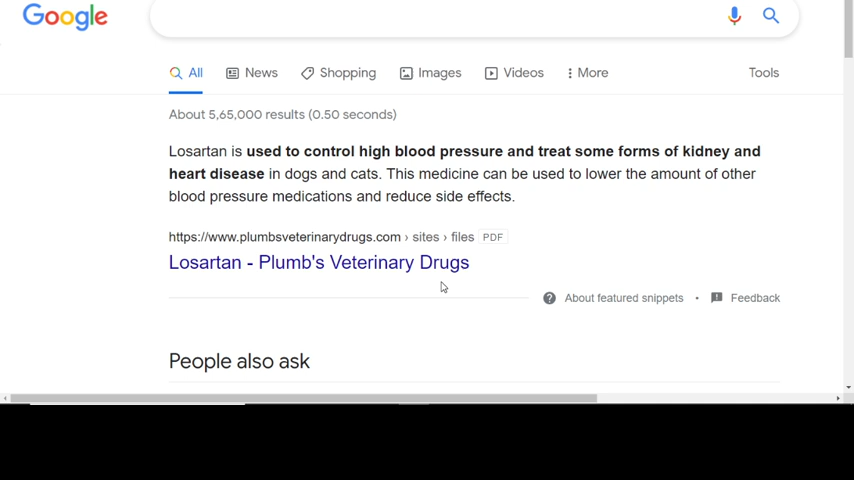 Google
All News Shopping Images Videos More Tools
About 5,65,000 results (0.50 seconds)
Losartan is used to control high blood pressure and treat some forms of kidney and
heart disease in dogs and cats. This medicine can be used to lower the amount of other
blood pressure medications and reduce side effects.
https://www.plumbsveterinarydrugs.com › sites › files PDF
Losartan - Plumb's Veterinary Drugs
About featured snippets • Feedback
People also ask